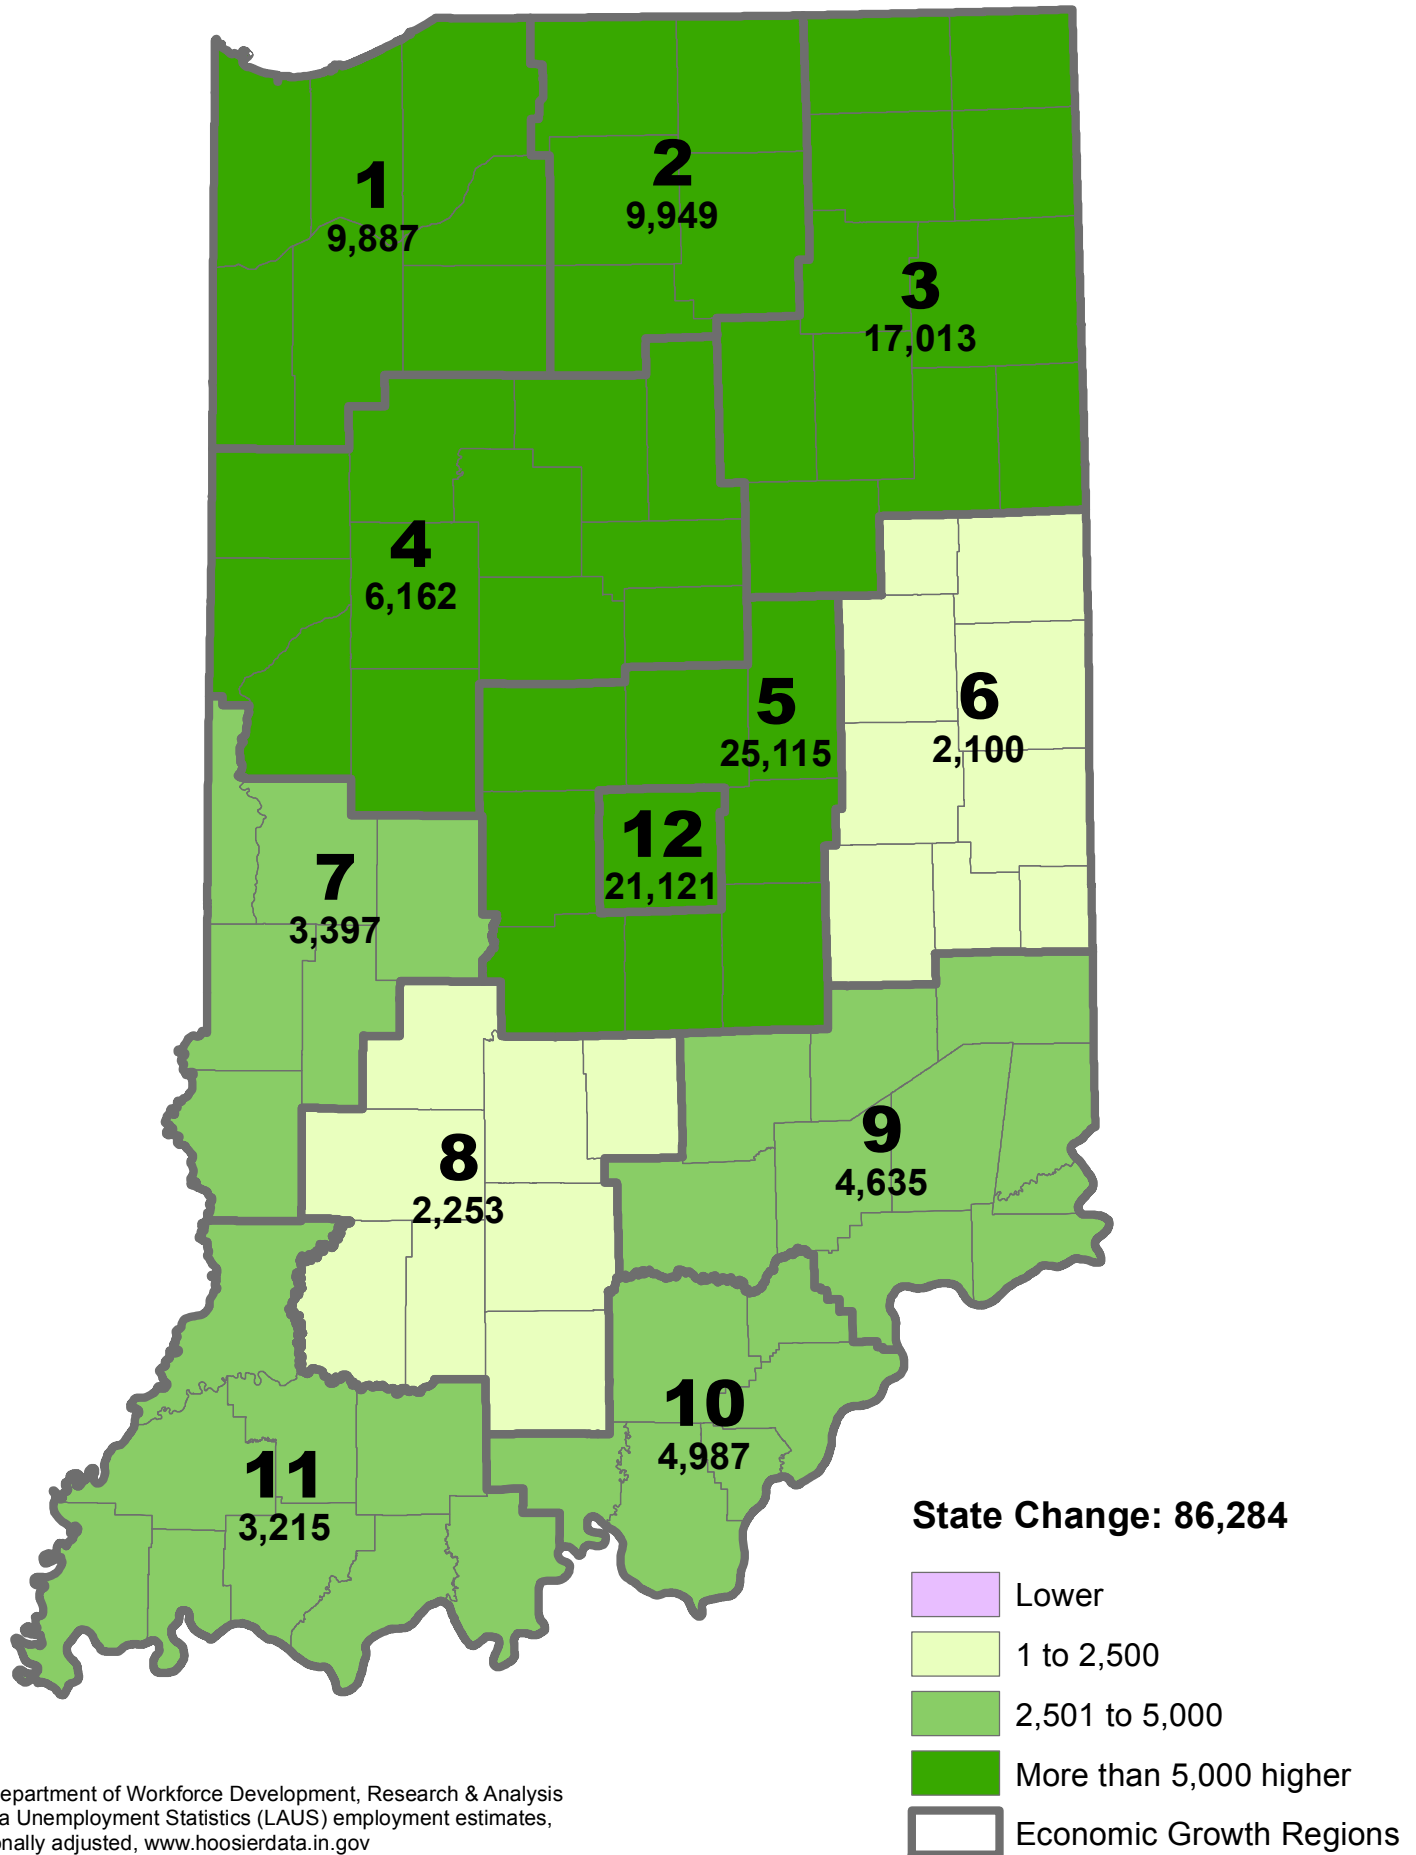 1
9,887
2
9,949
3
17,013
4
6,162
5
25,115
6
2,100
12
21,121
7
3,397
8
2,253
9
4,635
10
4,987
11
3,215
State Change: 86,284
Lower
1 to 2,500
2,501 to 5,000
More than 5,000 higher
Economic Growth Regions
epartment of Workforce Development, Research & Analysis
a Unemployment Statistics (LAUS) employment estimates,
onally adjusted, www.hoosierdata.in.gov